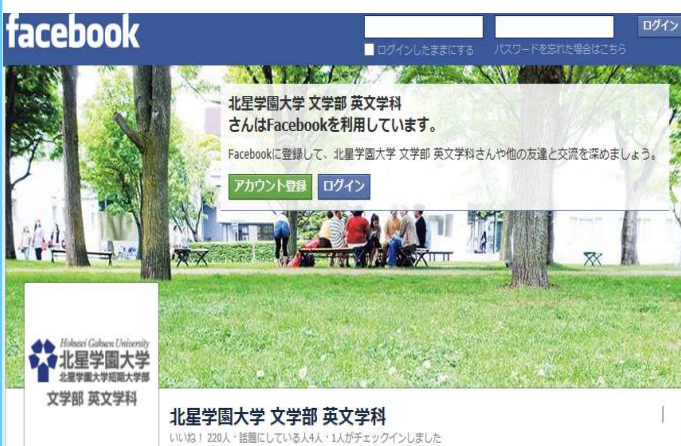 facebook
ログイン
ログインしたままにする
パスワードを忘れた場合はこちら
北星学園大学 文学部 英文学科
さんはFacebookを利用しています。
Facebookに登録して、北星学園大学 文学部 英文学科さんや他の友達と交流を深めましょう。
アカウント登録 ログイン
Hokusei Gakuen University
北星学園大学
北星学園大学短期大学部
文学部 英文学科
北星学園大学 文学部 英文学科
いいね！ 220人・話題にしている人4人・1人がチェックインしました